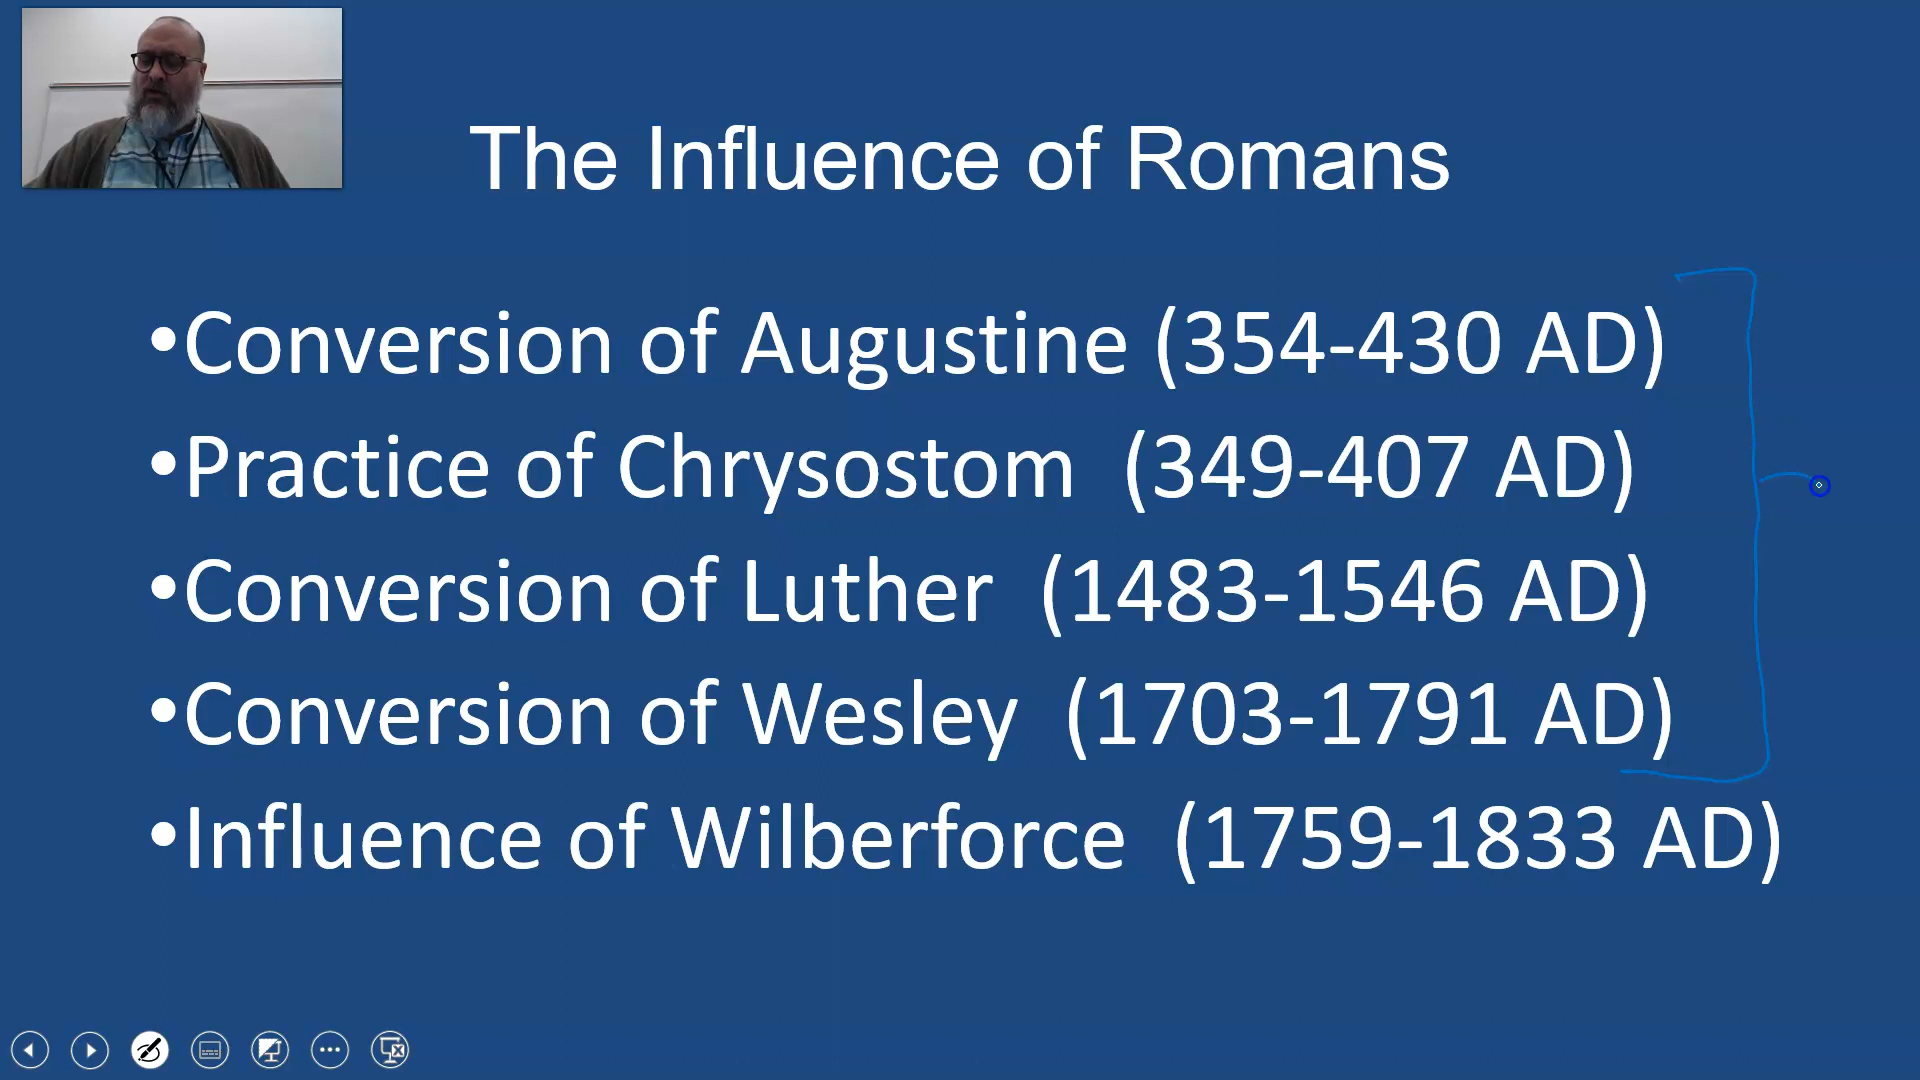 The Influence of Romans
•Conversion of Augustine (354-430 AD)
•Practice of Chrysostom (349-407 AD)
•Conversion of Luther (1483-1546 AD)
•Conversion of Wesley (1703-1791 AD)
•Influence of Wilberforce (1759-1833 AD)